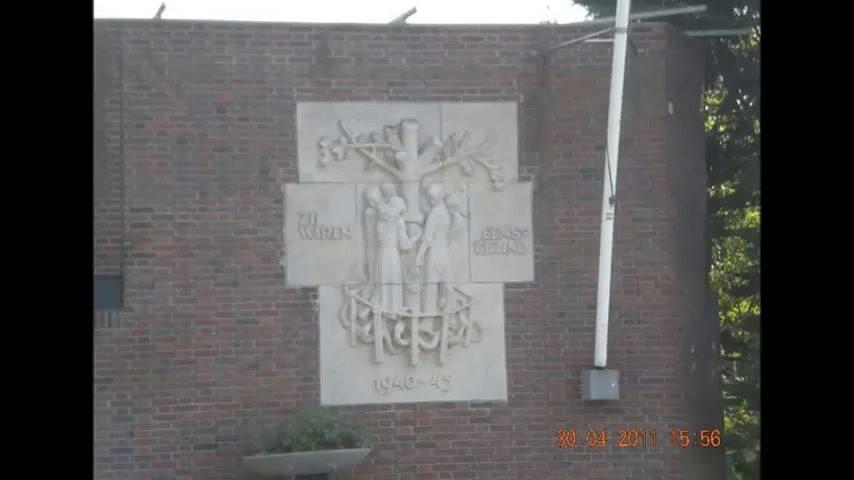 ZIJ
WAREN
EENS-
GEZIND
1940~45
30.04.2011 15:56